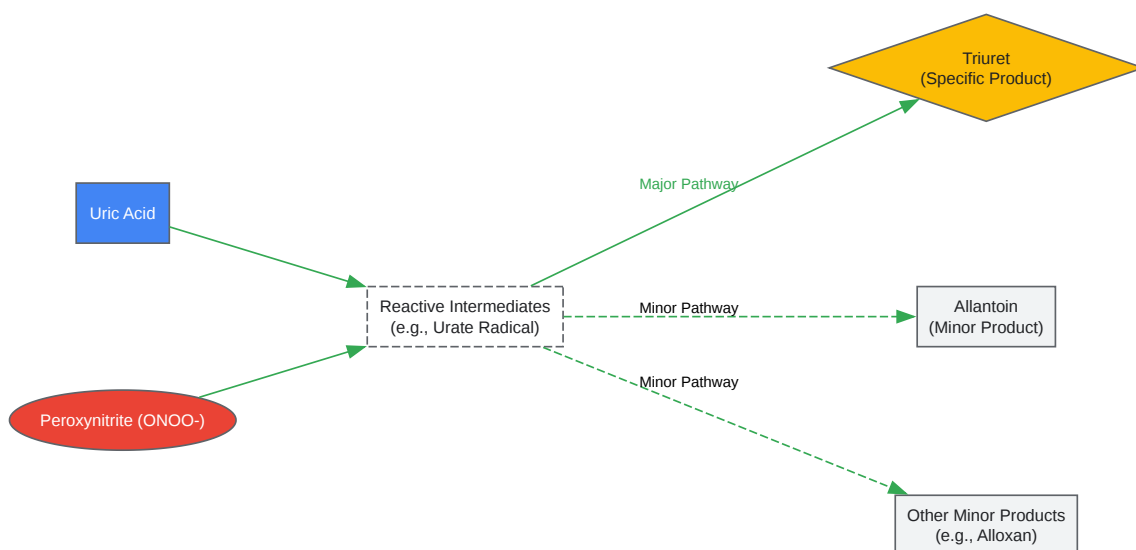 Triuret
(Specific Product)
Major Pathway
Uric Acid
Reactive Intermediates
(e.g., Urate Radical)
Minor Pathway
Allantoin
(Minor Product)
Minor Pathway
Peroxynitrite (ONOO-)
Other Minor Products
(e.g., Alloxan)